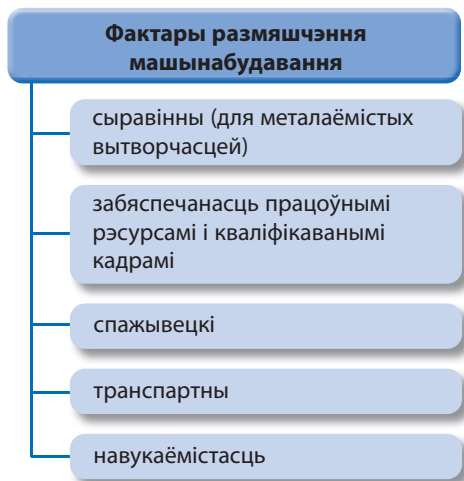 Фактары размяшчэння
машынабудавання
сыравінны (для металаёмістых
вытворчасцей)
забяспечанасць працоўнымі
рэсурсамі і кваліфікаванымі
кадрамі
спажывецкі
транспартны
навукаёмістасць